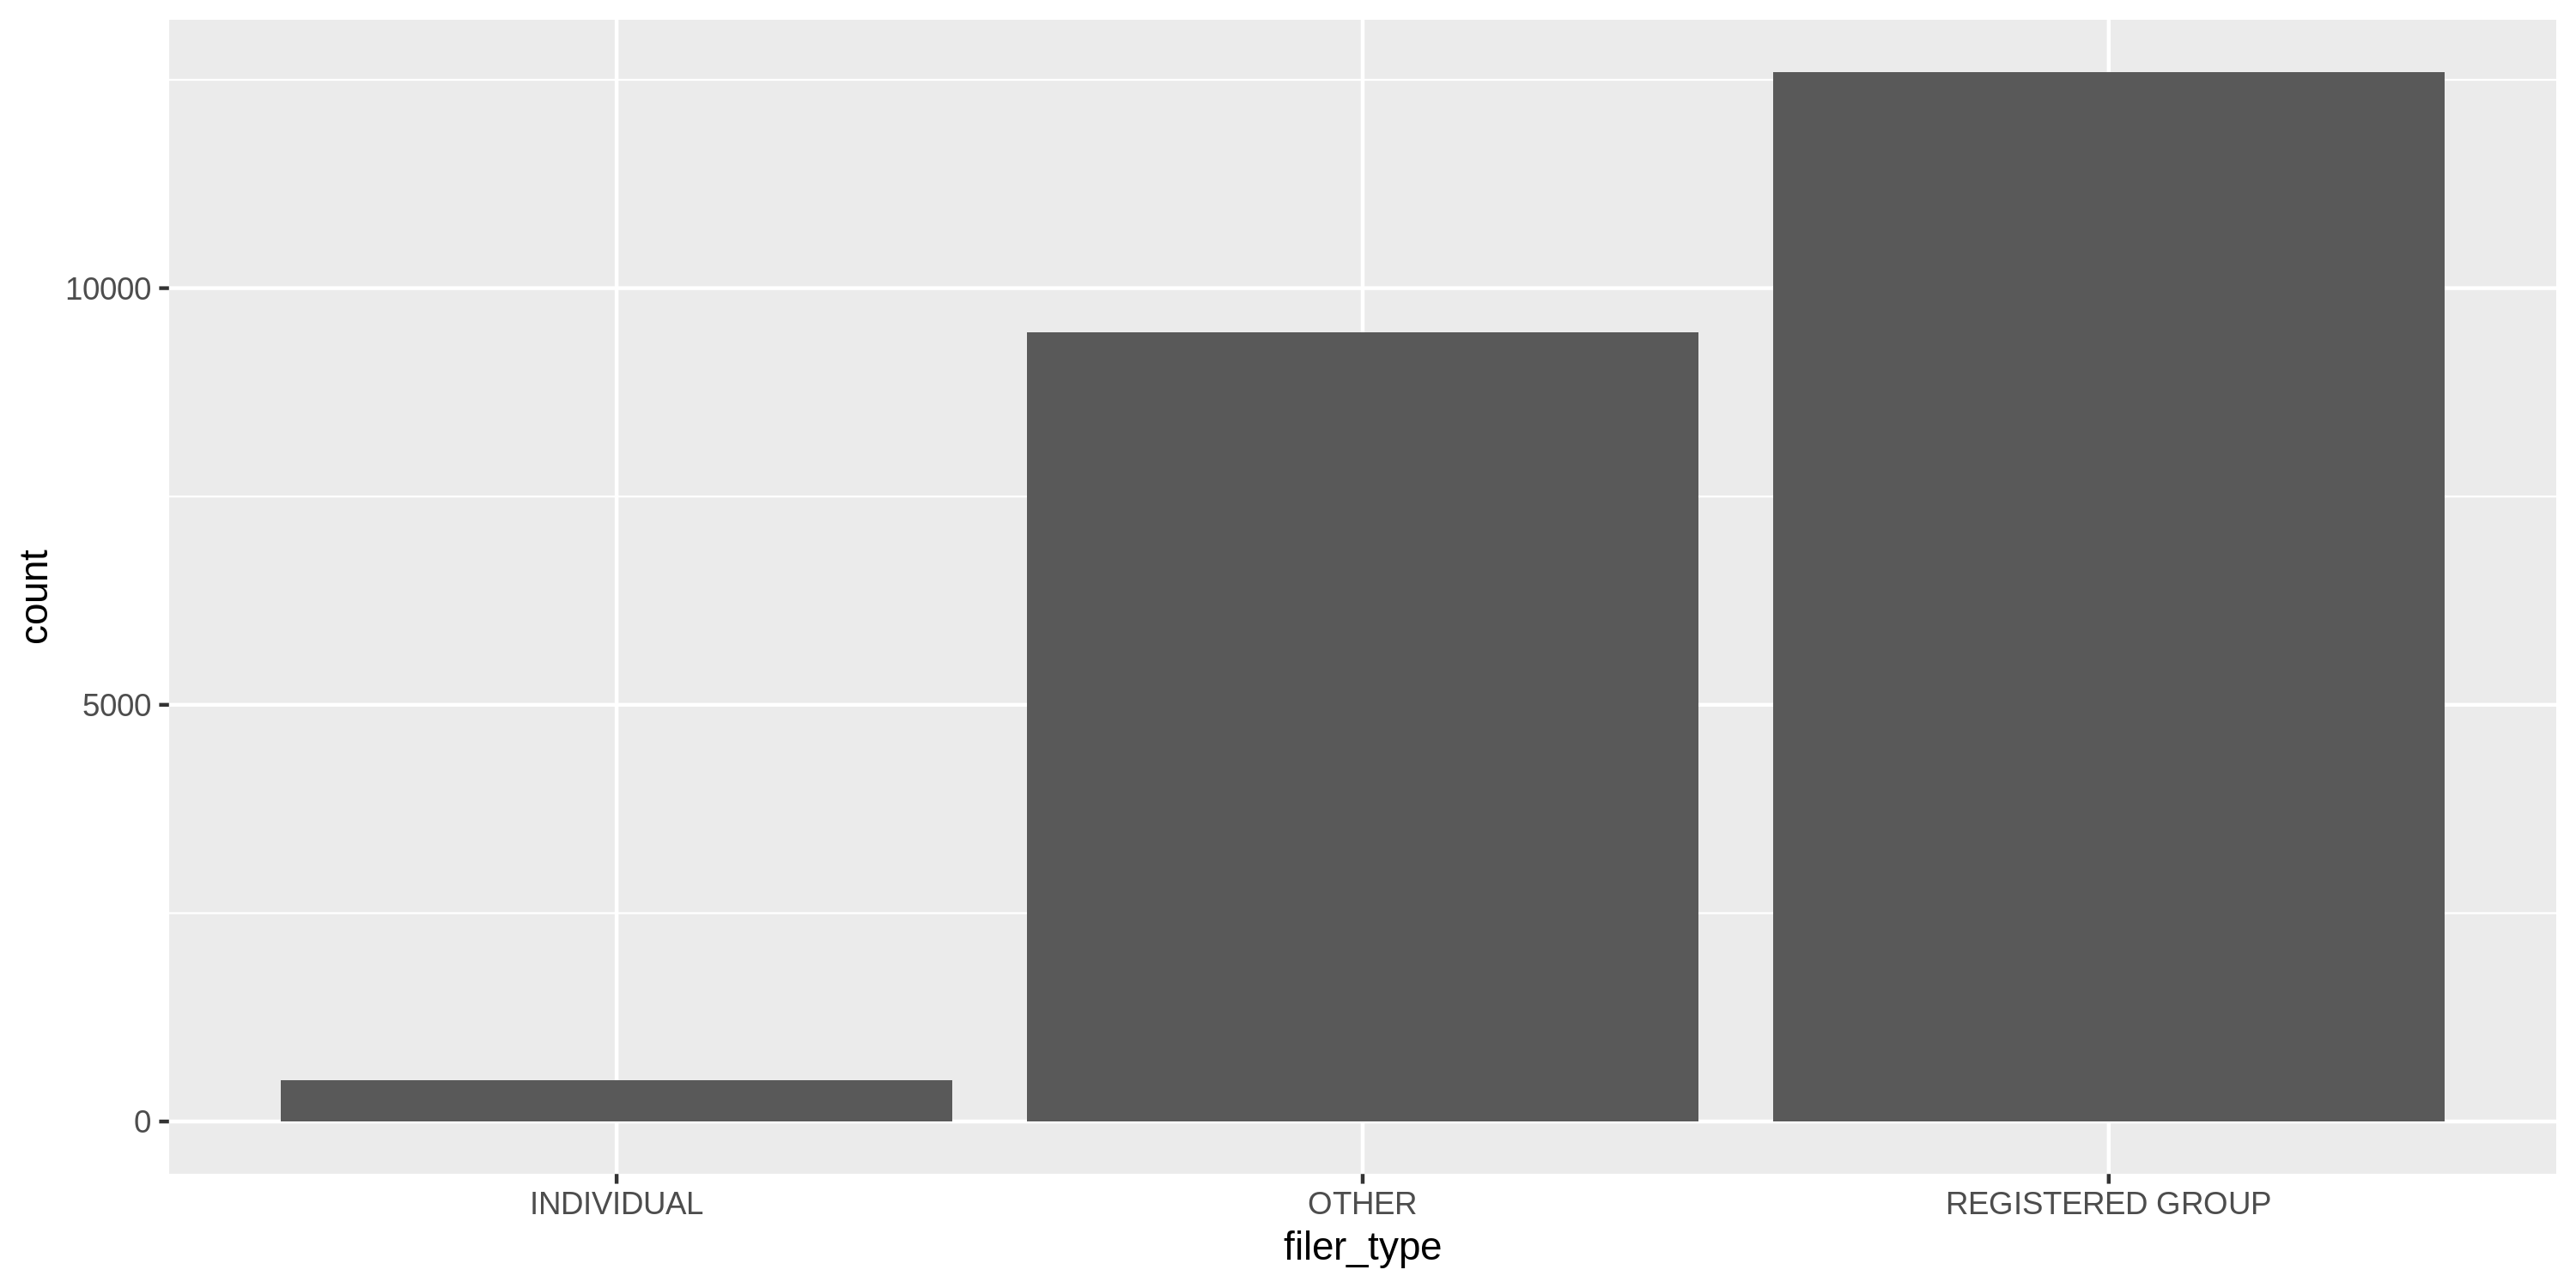 count
10000
5000
0
INDIVIDUAL
OTHER
REGISTERED GROUP
filer_type